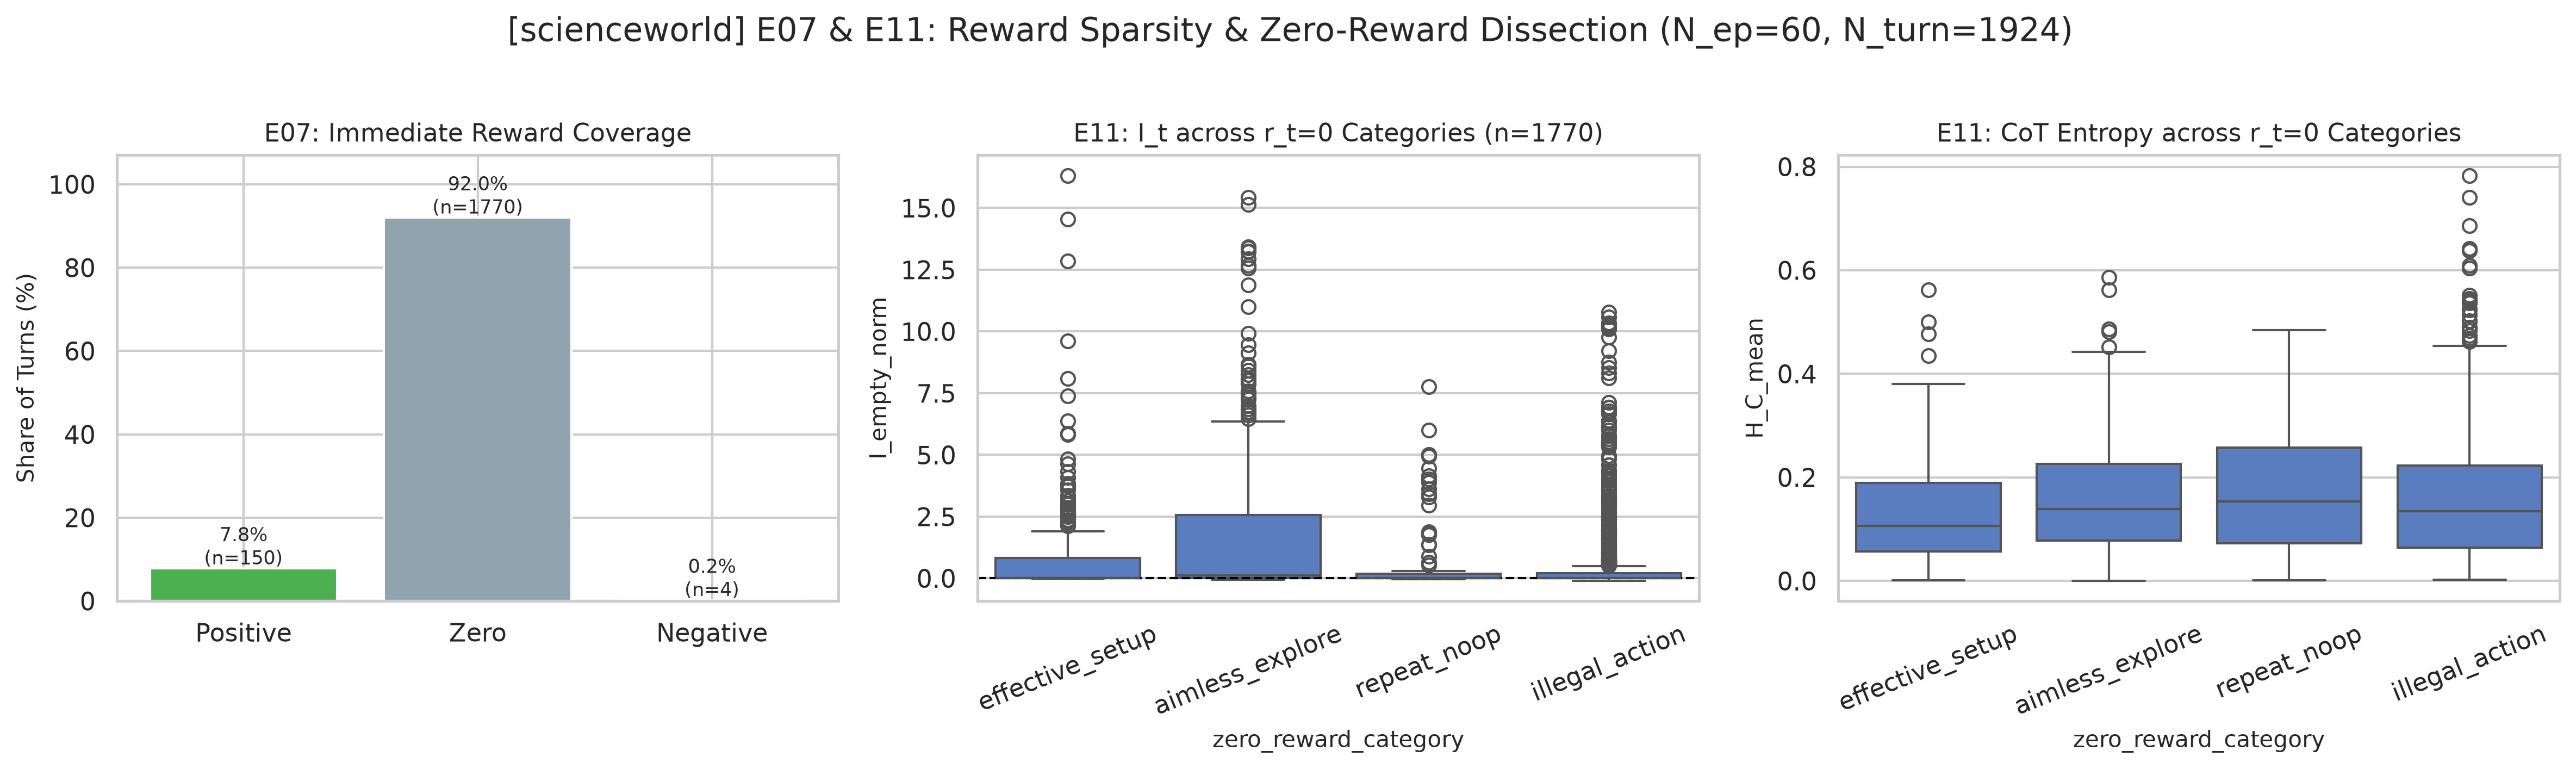 [scienceworld] E07 & E11: Reward Sparsity & Zero-Reward Dissection (N_ep=60, N_turn=1924)
E07: Immediate Reward Coverage
Share of Turns (%)
100
80
60
40
20
0
7.8%
(n=150)
92.0%
(n=1770)
0.2%
(n=4)
Positive
Zero
Negative
E11: I_t across r_t=0 Categories (n=1770)
I_empty_norm
15.0
12.5
10.0
7.5
5.0
2.5
0.0
effective_setup
aimless_explore
repeat_noop
illegal_action
zero_reward_category
E11: CoT Entropy across r_t=0 Categories
H_C_mean
0.8
0.6
0.4
0.2
0.0
effective_setup
aimless_explore
repeat_noop
illegal_action
zero_reward_category